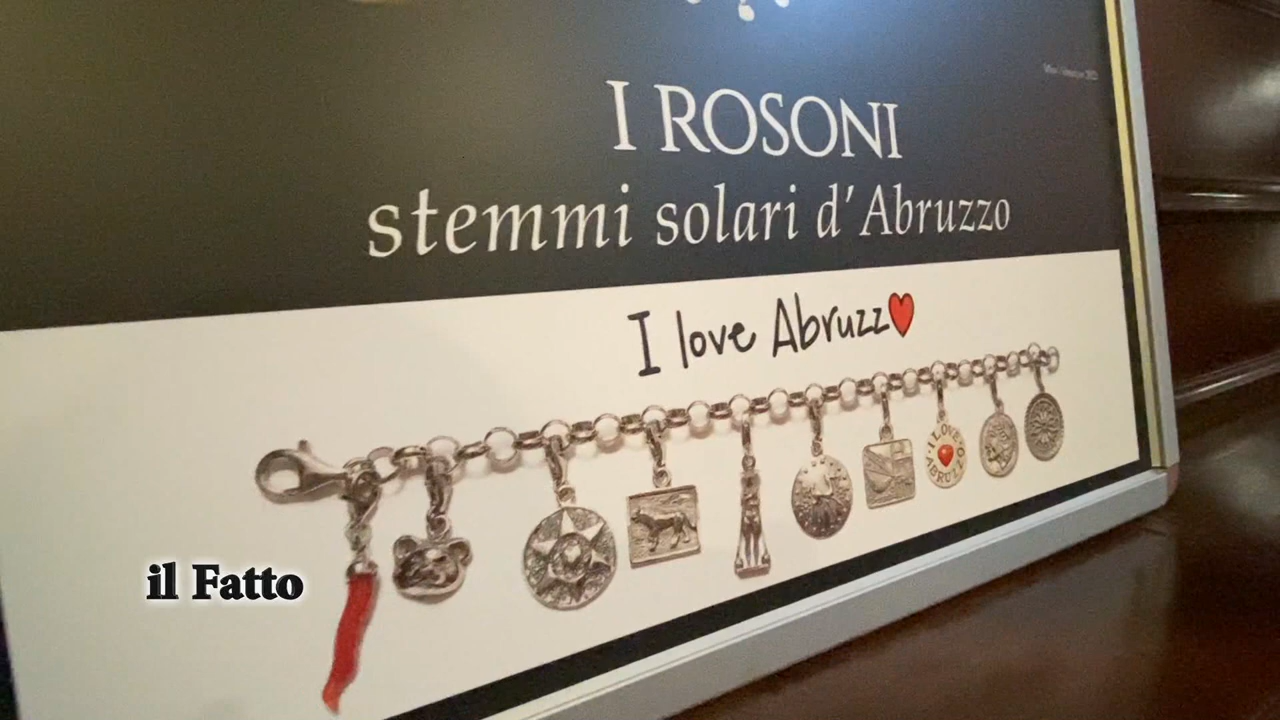 I ROSONI
stemmi solari d'Abruzzo
I love Abruzz❤
I LOVE
ABRUZZO
il Fatto